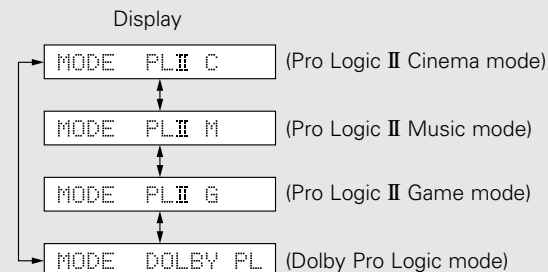 Display
MODE PLⅡ C (Pro Logic Ⅱ Cinema mode)
MODE PLⅡ M (Pro Logic Ⅱ Music mode)
MODE PLⅡ G (Pro Logic Ⅱ Game mode)
MODE DOLBY PL (Dolby Pro Logic mode)